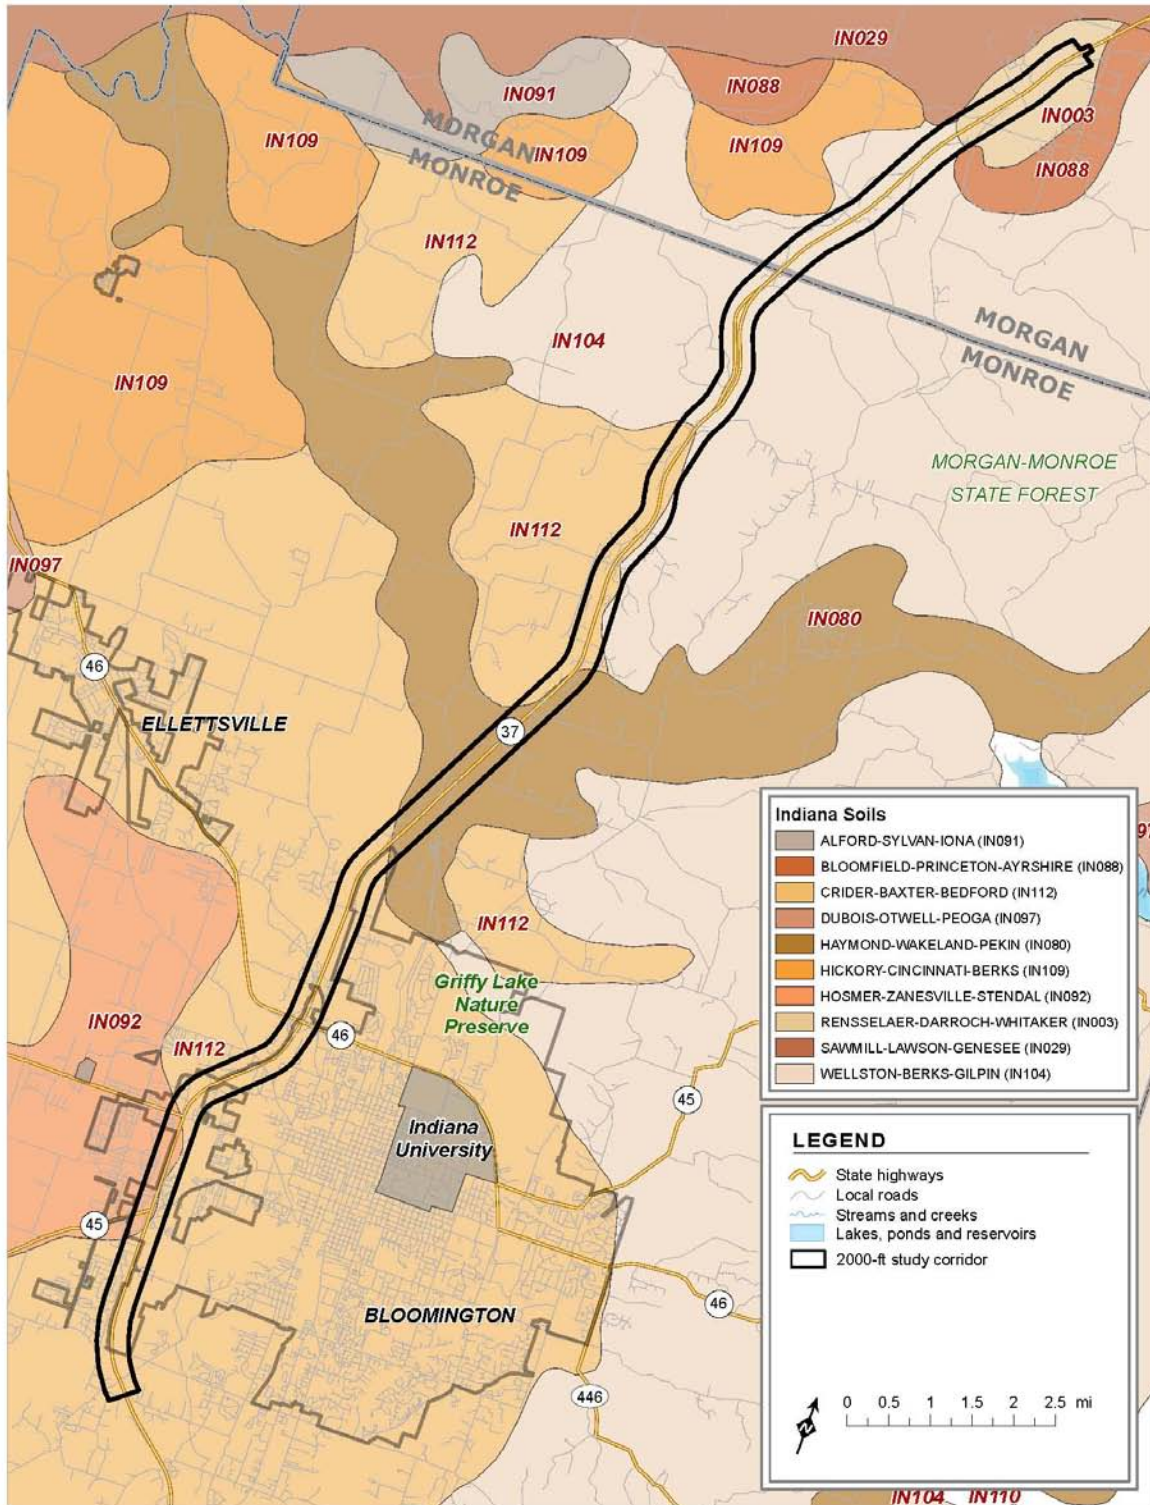 IN029
IN091
IN088
IN003
IN109
MORGAN
MONROE
IN109
IN109
IN088
IN112
IN104
MORGAN
MONROE
IN109
MORGAN-MONROE
STATE FOREST
IN112
IN097
IN080
46
ELLETTSVILLE
37
IN112
Griffy Lake
Nature
Preserve
IN092
IN112
46
45
Indiana
University
45
BLOOMINGTON
46
446
Indiana Soils
ALFORD-SYLVAN-IONA (IN091)
BLOOMFIELD-PRINCETON-AYRSHIRE (IN088)
CRIDER-BAXTER-BEDFORD (IN112)
DUBOIS-OTWELL-PEOGA (IN097)
HAYMOND-WAKELAND-PEKIN (IN080)
HICKORY-CINCINNATI-BERKS (IN109)
HOSMER-ZANESVILLE-STENDAL (IN092)
RENSSELAER-DARROCH-WHITAKER (IN003)
SAWMILL-LAWSON-GENESEE (IN029)
WELLSTON-BERKS-GILPIN (IN104)
LEGEND
State highways
Local roads
Streams and creeks
Lakes, ponds and reservoirs
2000-ft study corridor
N
0 0.5 1 1.5 2 2.5 mi
IN104 IN110